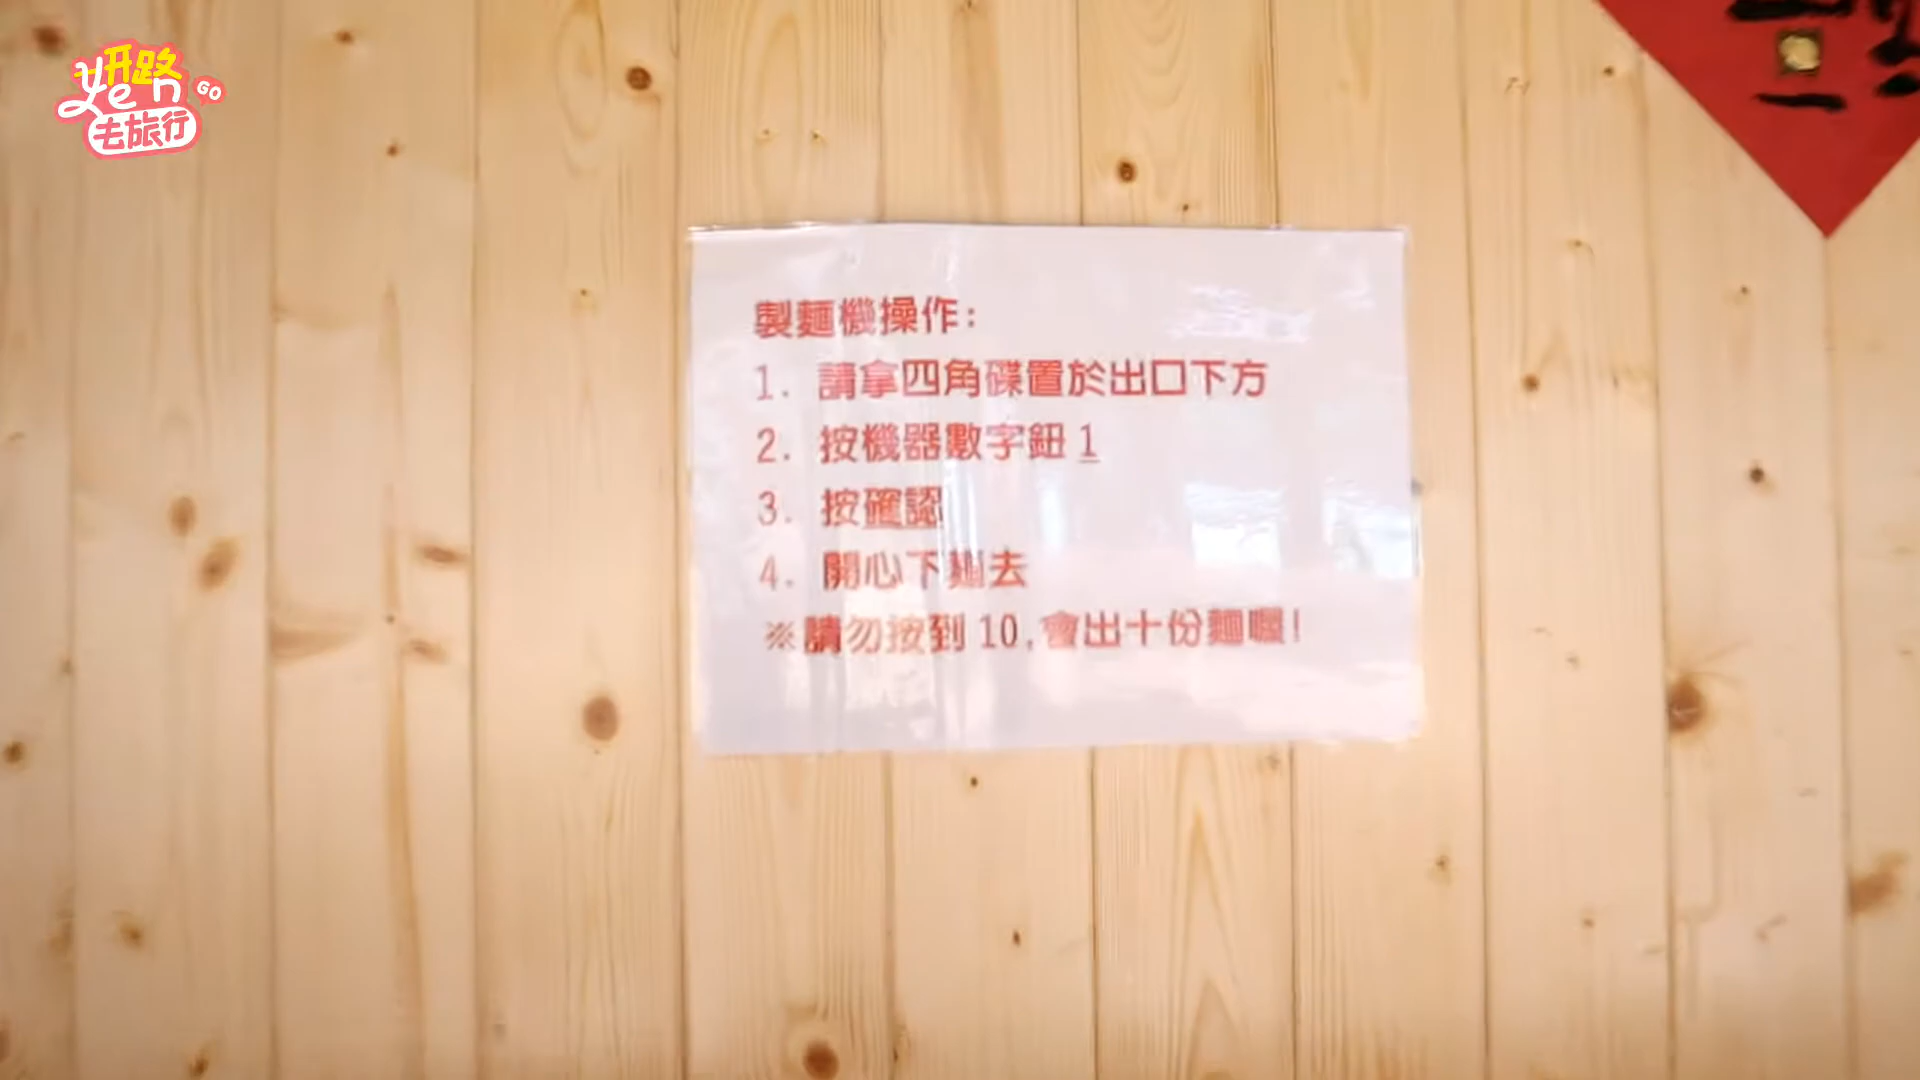 妍路
Yen GO
去旅行
製麵機操作:
1. 請拿四角碟置於出口下方
2. 按機器數字鈕 1
3. 按確認
4. 開心下麵去
※請勿按到 10,會出十份麵喔!